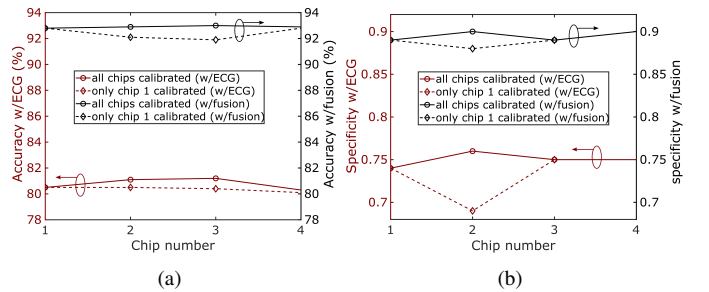 94
92
90
88
86
84
82
80
78
Accuracy w/ECG (%)
all chips calibrated (w/ECG)
only chip 1 calibrated (w/ECG)
all chips calibrated (w/fusion)
only chip 1 calibrated (w/fusion)
94
92
90
88
86
84
82
80
78
Accuracy w/fusion (%)
1 2 3 4
Chip number
(a)
0.9
0.85
0.8
0.75
0.7
Specificity w/ECG
all chips calibrated (w/ECG)
only chip 1 calibrated (w/ECG)
all chips calibrated (w/fusion)
only chip 1 calibrated (w/fusion)
0.9
0.85
0.8
0.75
0.7
specificity w/fusion
1 2 3 4
Chip number
(b)